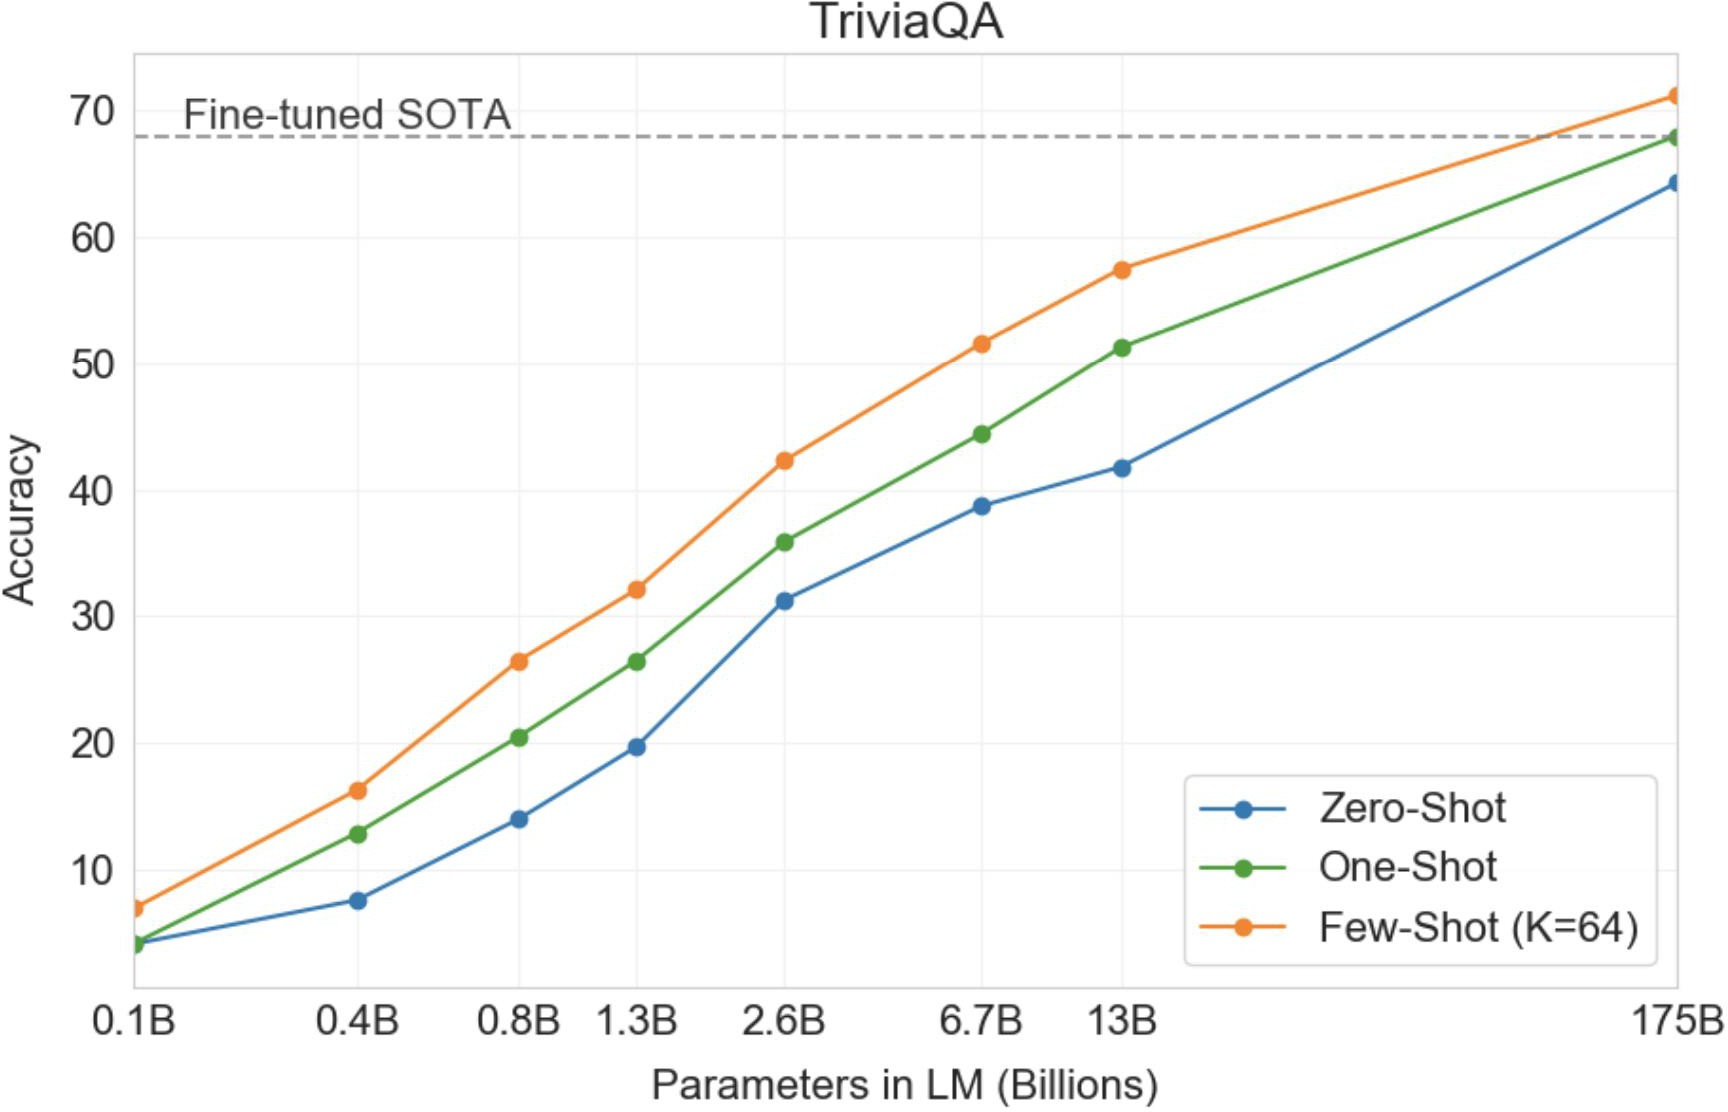 TriviaQA
Fine-tuned SOTA
70
60
50
40
30
20
10
Accuracy
Zero-Shot
One-Shot
Few-Shot (K=64)
0.1B 0.4B 0.8B 1.3B 2.6B 6.7B 13B 175B
Parameters in LM (Billions)